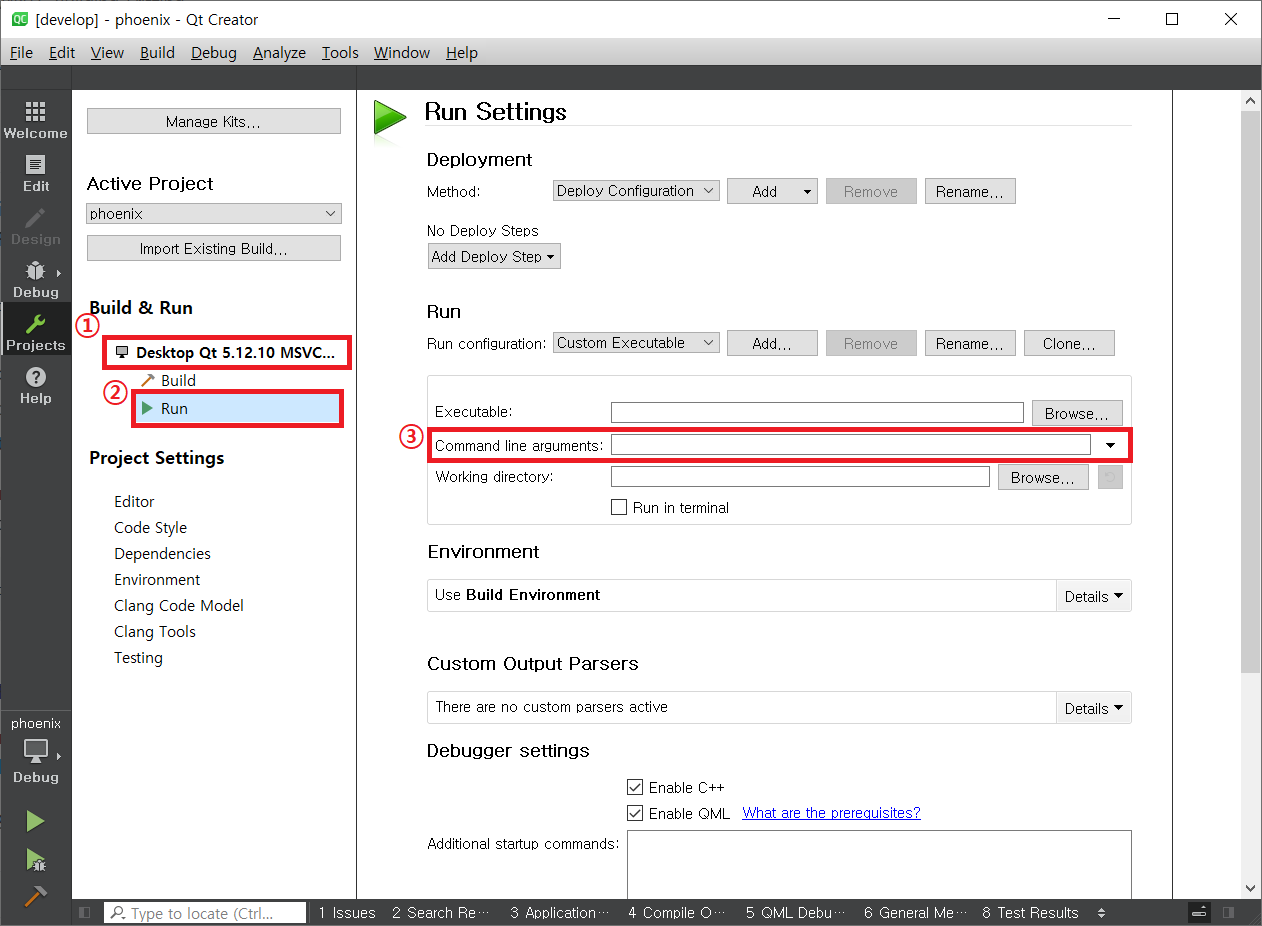 [develop] - phoenix - Qt Creator
File Edit View Build Debug Analyze Tools Window Help
Welcome
Edit
Design
Debug
Projects
Help
phoenix
Debug
Manage Kits...
Active Project
phoenix
Import Existing Build...
Build & Run
①
Desktop Qt 5.12.10 MSVC...
Build
②
Run
Project Settings
Editor
Code Style
Dependencies
Environment
Clang Code Model
Clang Tools
Testing
Run Settings
Deployment
Method: Deploy Configuration Add Remove Rename...
No Deploy Steps
Add Deploy Step
Run
Run configuration: Custom Executable Add... Remove Rename... Clone...
Executable: Browse...
③ Command line arguments:
Working directory: Browse...
Run in terminal
Environment
Use Build Environment Details
Custom Output Parsers
There are no custom parsers active Details
Debugger settings
Enable C++
Enable QML What are the prerequisites?
Additional startup commands:
Type to locate (Ctrl... 1 Issues 2 Search Re... 3 Application... 4 Compile O... 5 QML Debu... 6 General Me... 8 Test Results